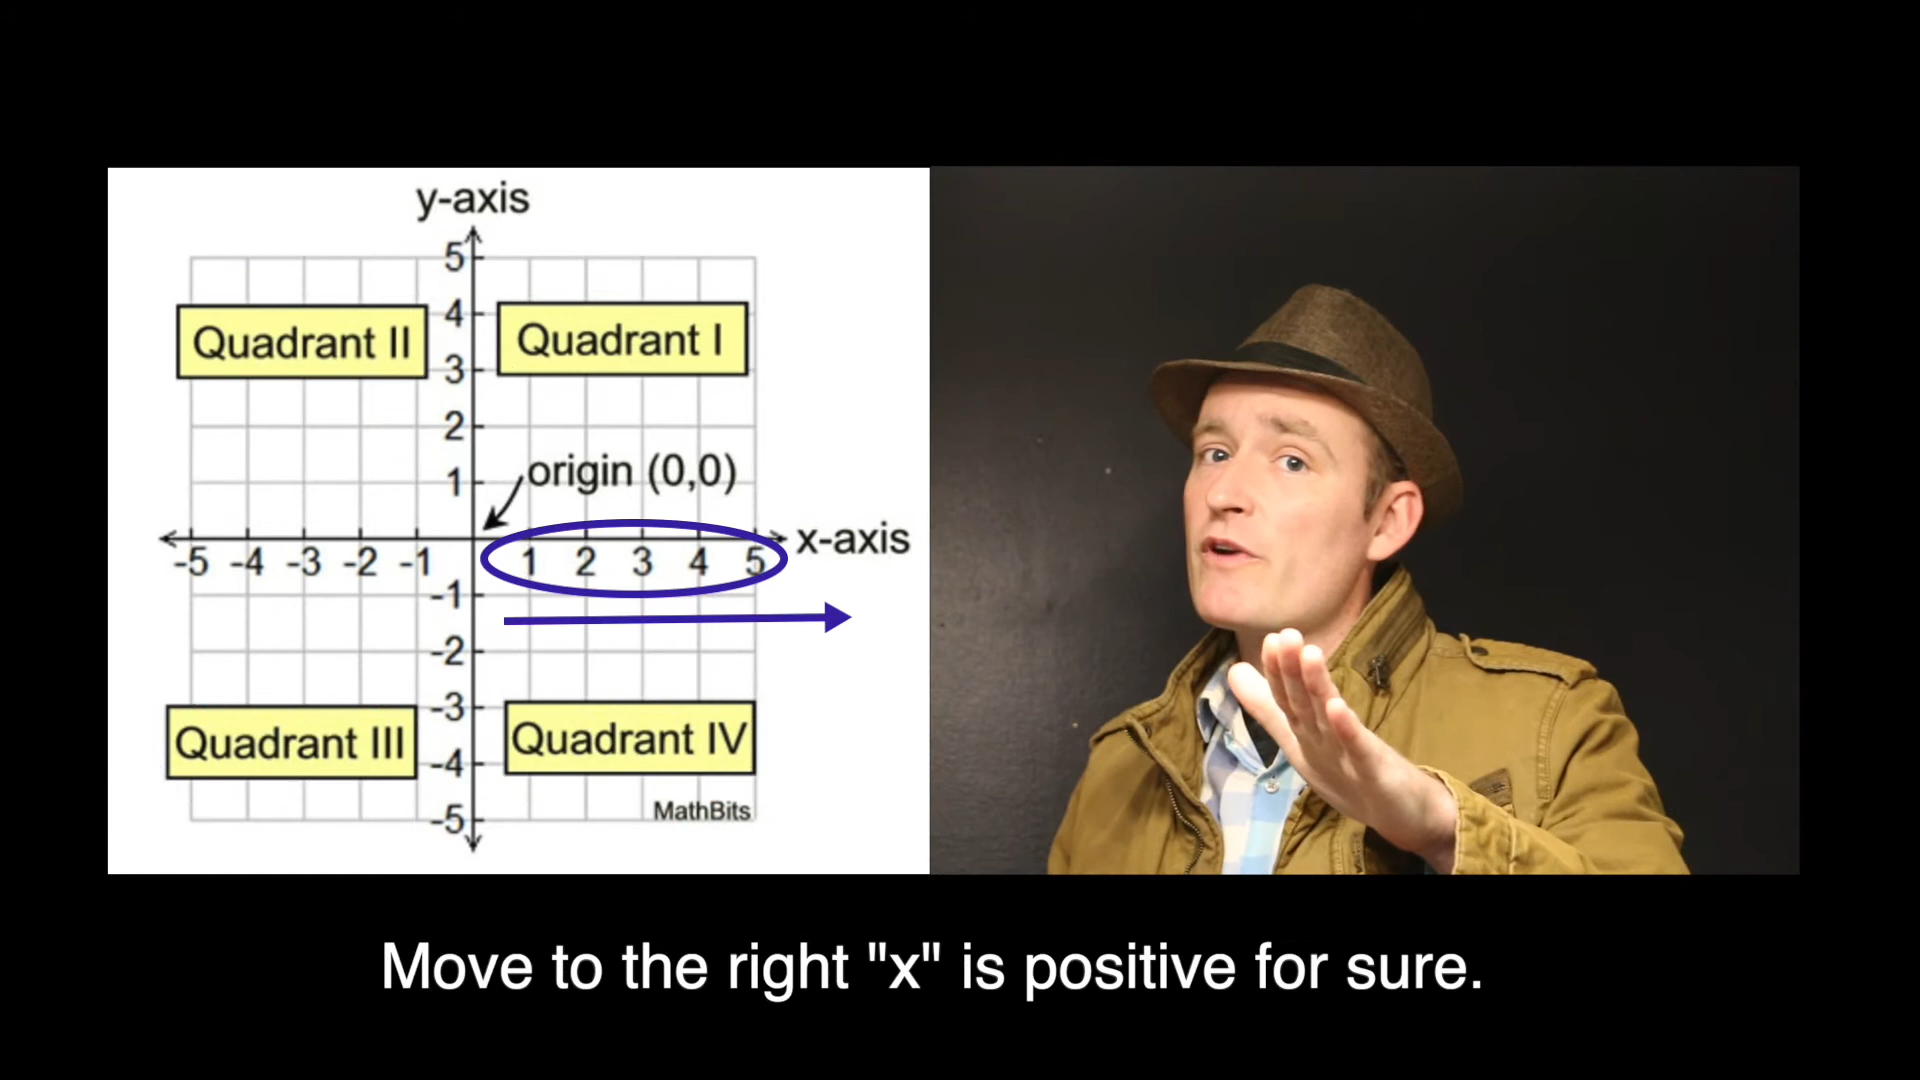 y-axis
5
Quadrant II
4
Quadrant I
3
2
origin (0,0)
1
x-axis
-5 -4 -3 -2 -1 1 2 3 4 5
-1
-2
-3
Quadrant III
Quadrant IV
-4
MathBits
-5
Move to the right "x" is positive for sure.